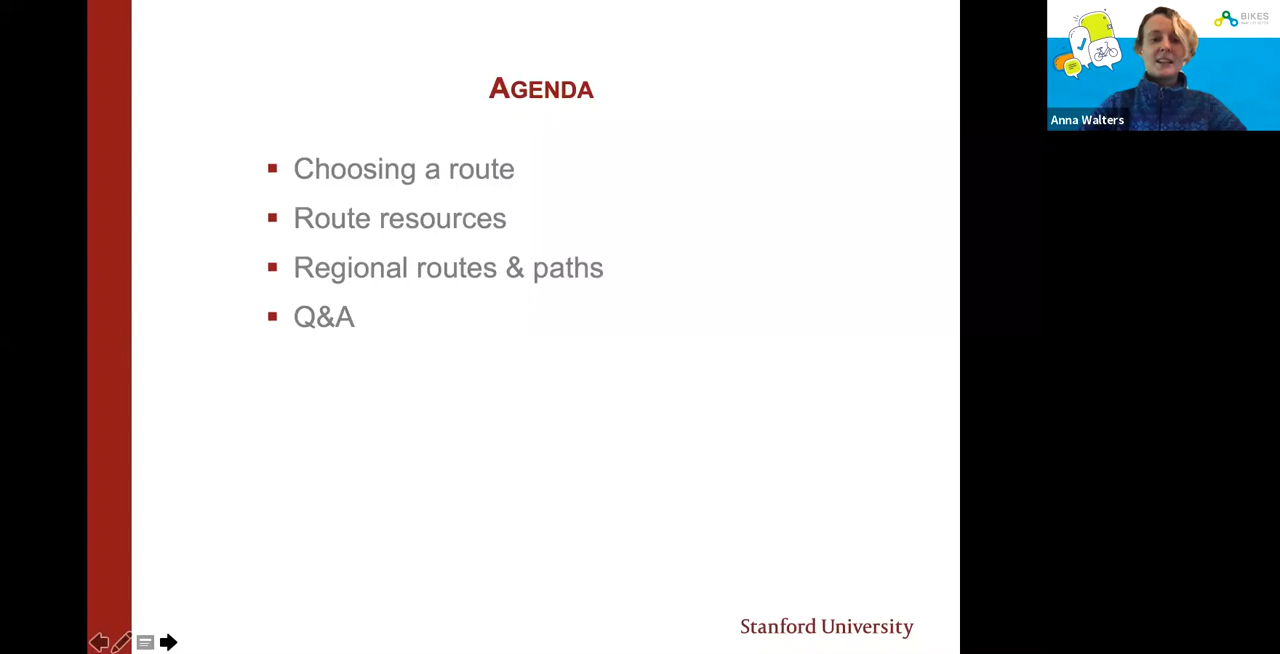 AGENDA
Choosing a route
Route resources
Regional routes & paths
Q&A
Stanford University
BIKES
Anna Walters